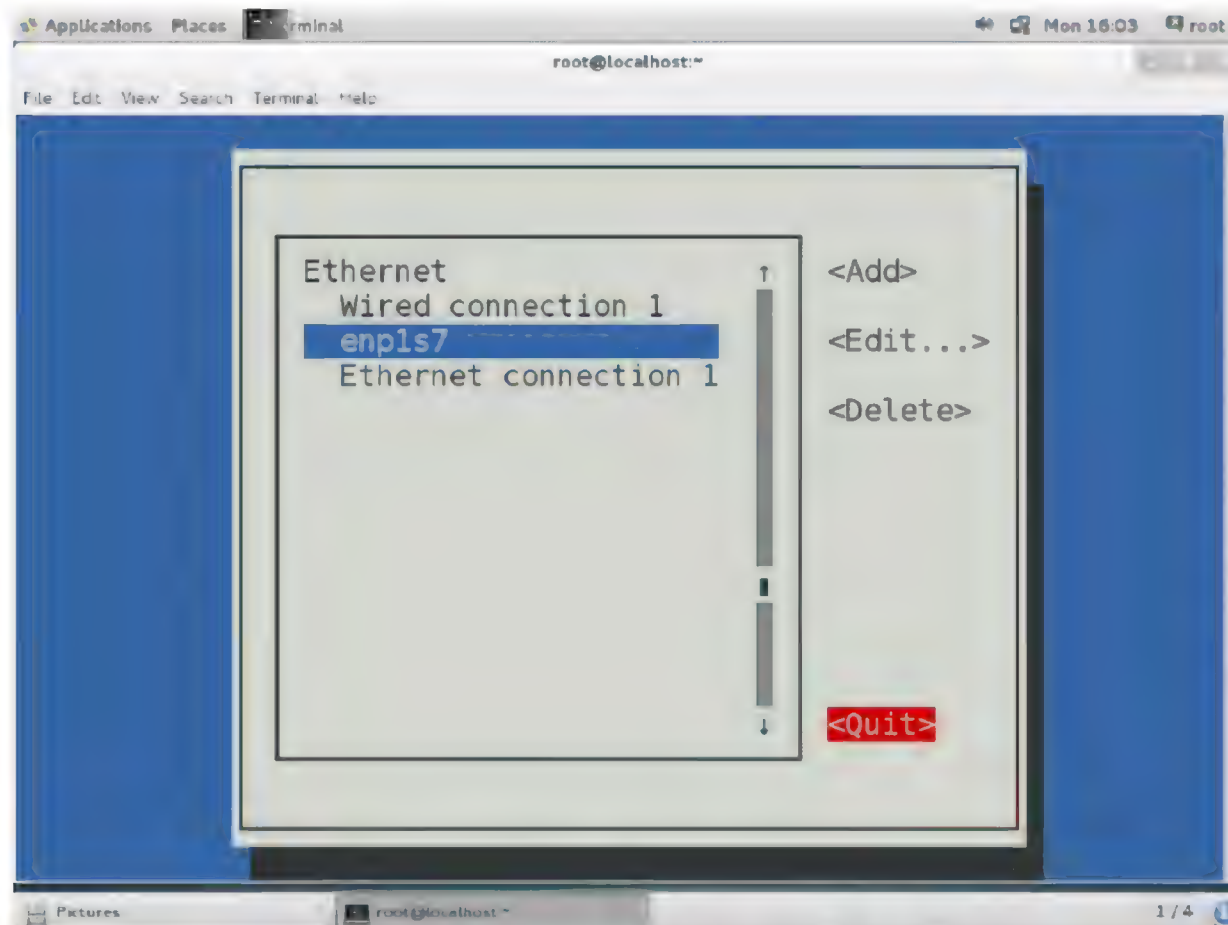 Applications Places Terminal Mon 16:03 root
root@localhost:~
File Edit View Search Terminal Help
Ethernet
Wired connection 1
enp1s7
Ethernet connection 1
<Add>
<Edit...>
<Delete>
<Quit>
Pictures root@localhost:~ 1 / 4